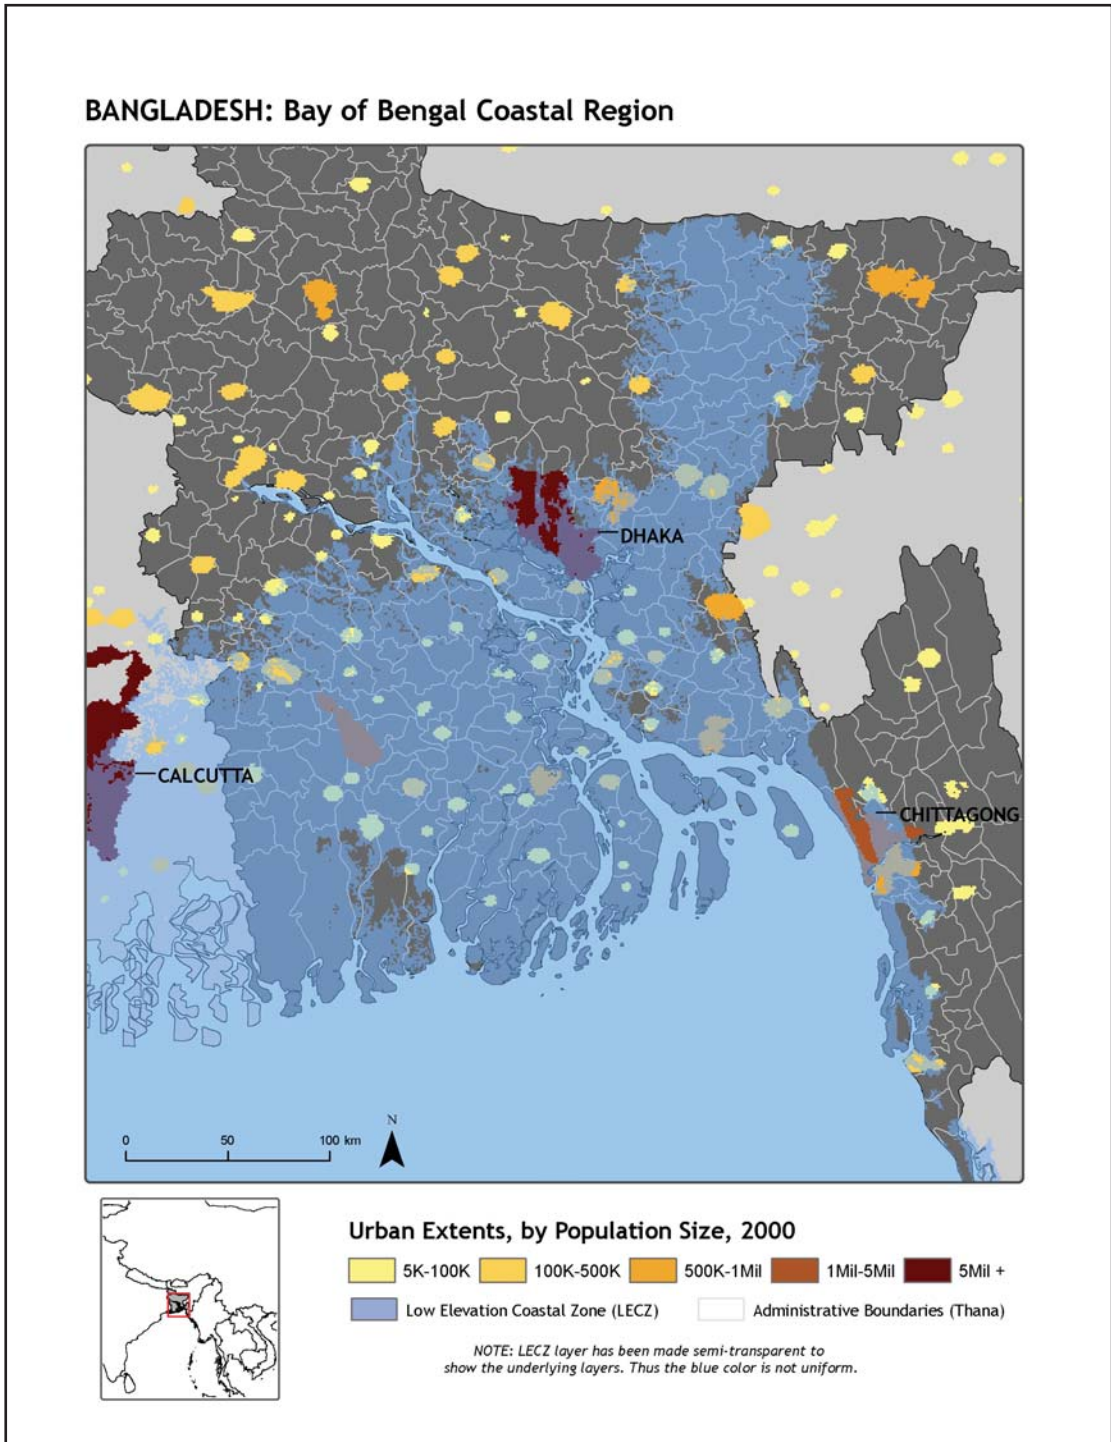 BANGLADESH: Bay of Bengal Coastal Region
DHAKA
CALCUTTA
CHITTAGONG
N
0 50 100 km
Urban Extents, by Population Size, 2000
5K-100K 100K-500K 500K-1Mil 1Mil-5Mil 5Mil +
Low Elevation Coastal Zone (LECZ) Administrative Boundaries (Thana)
NOTE: LECZ layer has been made semi-transparent to
show the underlying layers. Thus the blue color is not uniform.